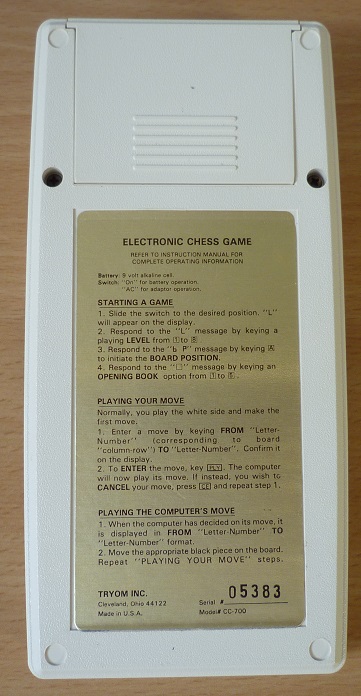 ELECTRONIC CHESS GAME
REFER TO INSTRUCTION MANUAL FOR
COMPLETE OPERATING INFORMATION
Battery: 9 volt alkaline cell.
Switch: "On" for battery operation.
"AC" for adaptor operation.
STARTING A GAME
1. Slide the switch to the desired position. "L"
will appear on the display.
2. Respond to the "L" message by keying a
playing LEVEL from 1 to
3. Respond to the "b P" message by keying A
to initiate the BOARD POSITION.
4. Respond to the "□" message by keying an
OPENING BOOK option from 1 to
PLAYING YOUR MOVE
Normally, you play the white side and make the
first move.
1. Enter a move by keying FROM "Letter-
Number" (corresponding to board
"column-row") TO "Letter-Number". Confirm it
on the display.
2. To ENTER the move, key PLY. The computer
will now play its move. If instead, you wish to
CANCEL your move, press CE and repeat step 1.
PLAYING THE COMPUTER'S MOVE
1. When the computer has decided on its move, it
is displayed in FROM "Letter-Number" TO
"Letter-Number" format.
2. Move the appropriate black piece on the board.
Repeat "PLAYING YOUR MOVE" steps.
TRYOM INC.
Cleveland, Ohio 44122
Made in U.S.A.
Serial # 05383
Model# CC-700